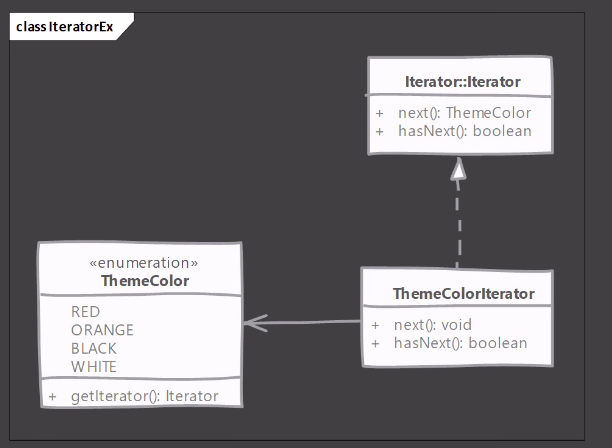 class IteratorEx
Iterator::Iterator
+ next(): ThemeColor
+ hasNext(): boolean
«enumeration»
ThemeColor
RED
ORANGE
BLACK
WHITE
+ getIterator(): Iterator
ThemeColorIterator
+ next(): void
+ hasNext(): boolean